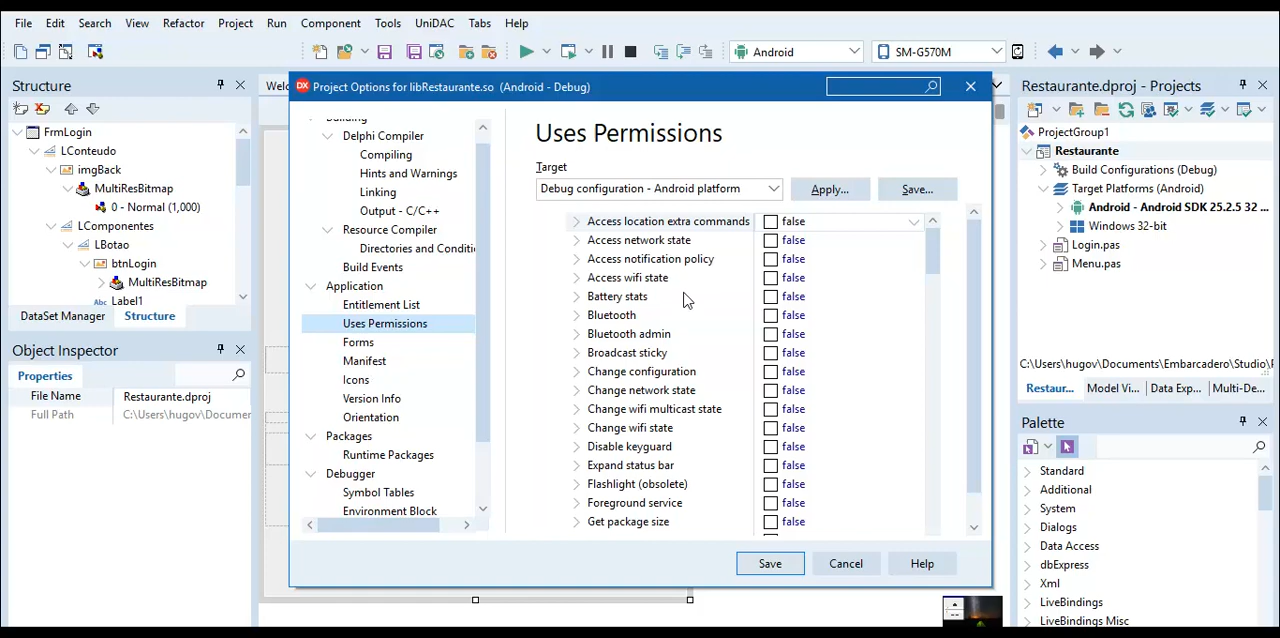 File Edit Search View Refactor Project Run Component Tools UniDAC Tabs Help
Android
SM-G570M
Structure
FrmLogin
LConteudo
imgBack
MultiResBitmap
0 - Normal (1,000)
LComponentes
LBotao
btnLogin
MultiResBitmap
Abc Label1
DataSet Manager Structure
Object Inspector
Properties
File Name Restaurante.dproj
Full Path C:\Users\hugov\Documer
Welc
DX Project Options for libRestaurante.so (Android - Debug)
Building
Delphi Compiler
Compiling
Hints and Warnings
Linking
Output - C/C++
Resource Compiler
Directories and Conditi
Build Events
Application
Entitlement List
Uses Permissions
Forms
Manifest
Icons
Version Info
Orientation
Packages
Runtime Packages
Debugger
Symbol Tables
Environment Block
Uses Permissions
Target
Debug configuration - Android platform
Apply...
Save...
Access location extra commands false
Access network state false
Access notification policy false
Access wifi state false
Battery stats false
Bluetooth false
Bluetooth admin false
Broadcast sticky false
Change configuration false
Change network state false
Change wifi multicast state false
Change wifi state false
Disable keyguard false
Expand status bar false
Flashlight (obsolete) false
Foreground service false
Get package size false
Save Cancel Help
Restaurante.dproj - Projects
ProjectGroup1
Restaurante
Build Configurations (Debug)
Target Platforms (Android)
Android - Android SDK 25.2.5 32 ...
Windows 32-bit
Login.pas
Menu.pas
C:\Users\hugov\Documents\Embarcadero\Studio\F
Restaur... Model Vi... Data Exp... Multi-De...
Palette
Standard
Additional
System
Dialogs
Data Access
dbExpress
Xml
LiveBindings
LiveBindings Misc